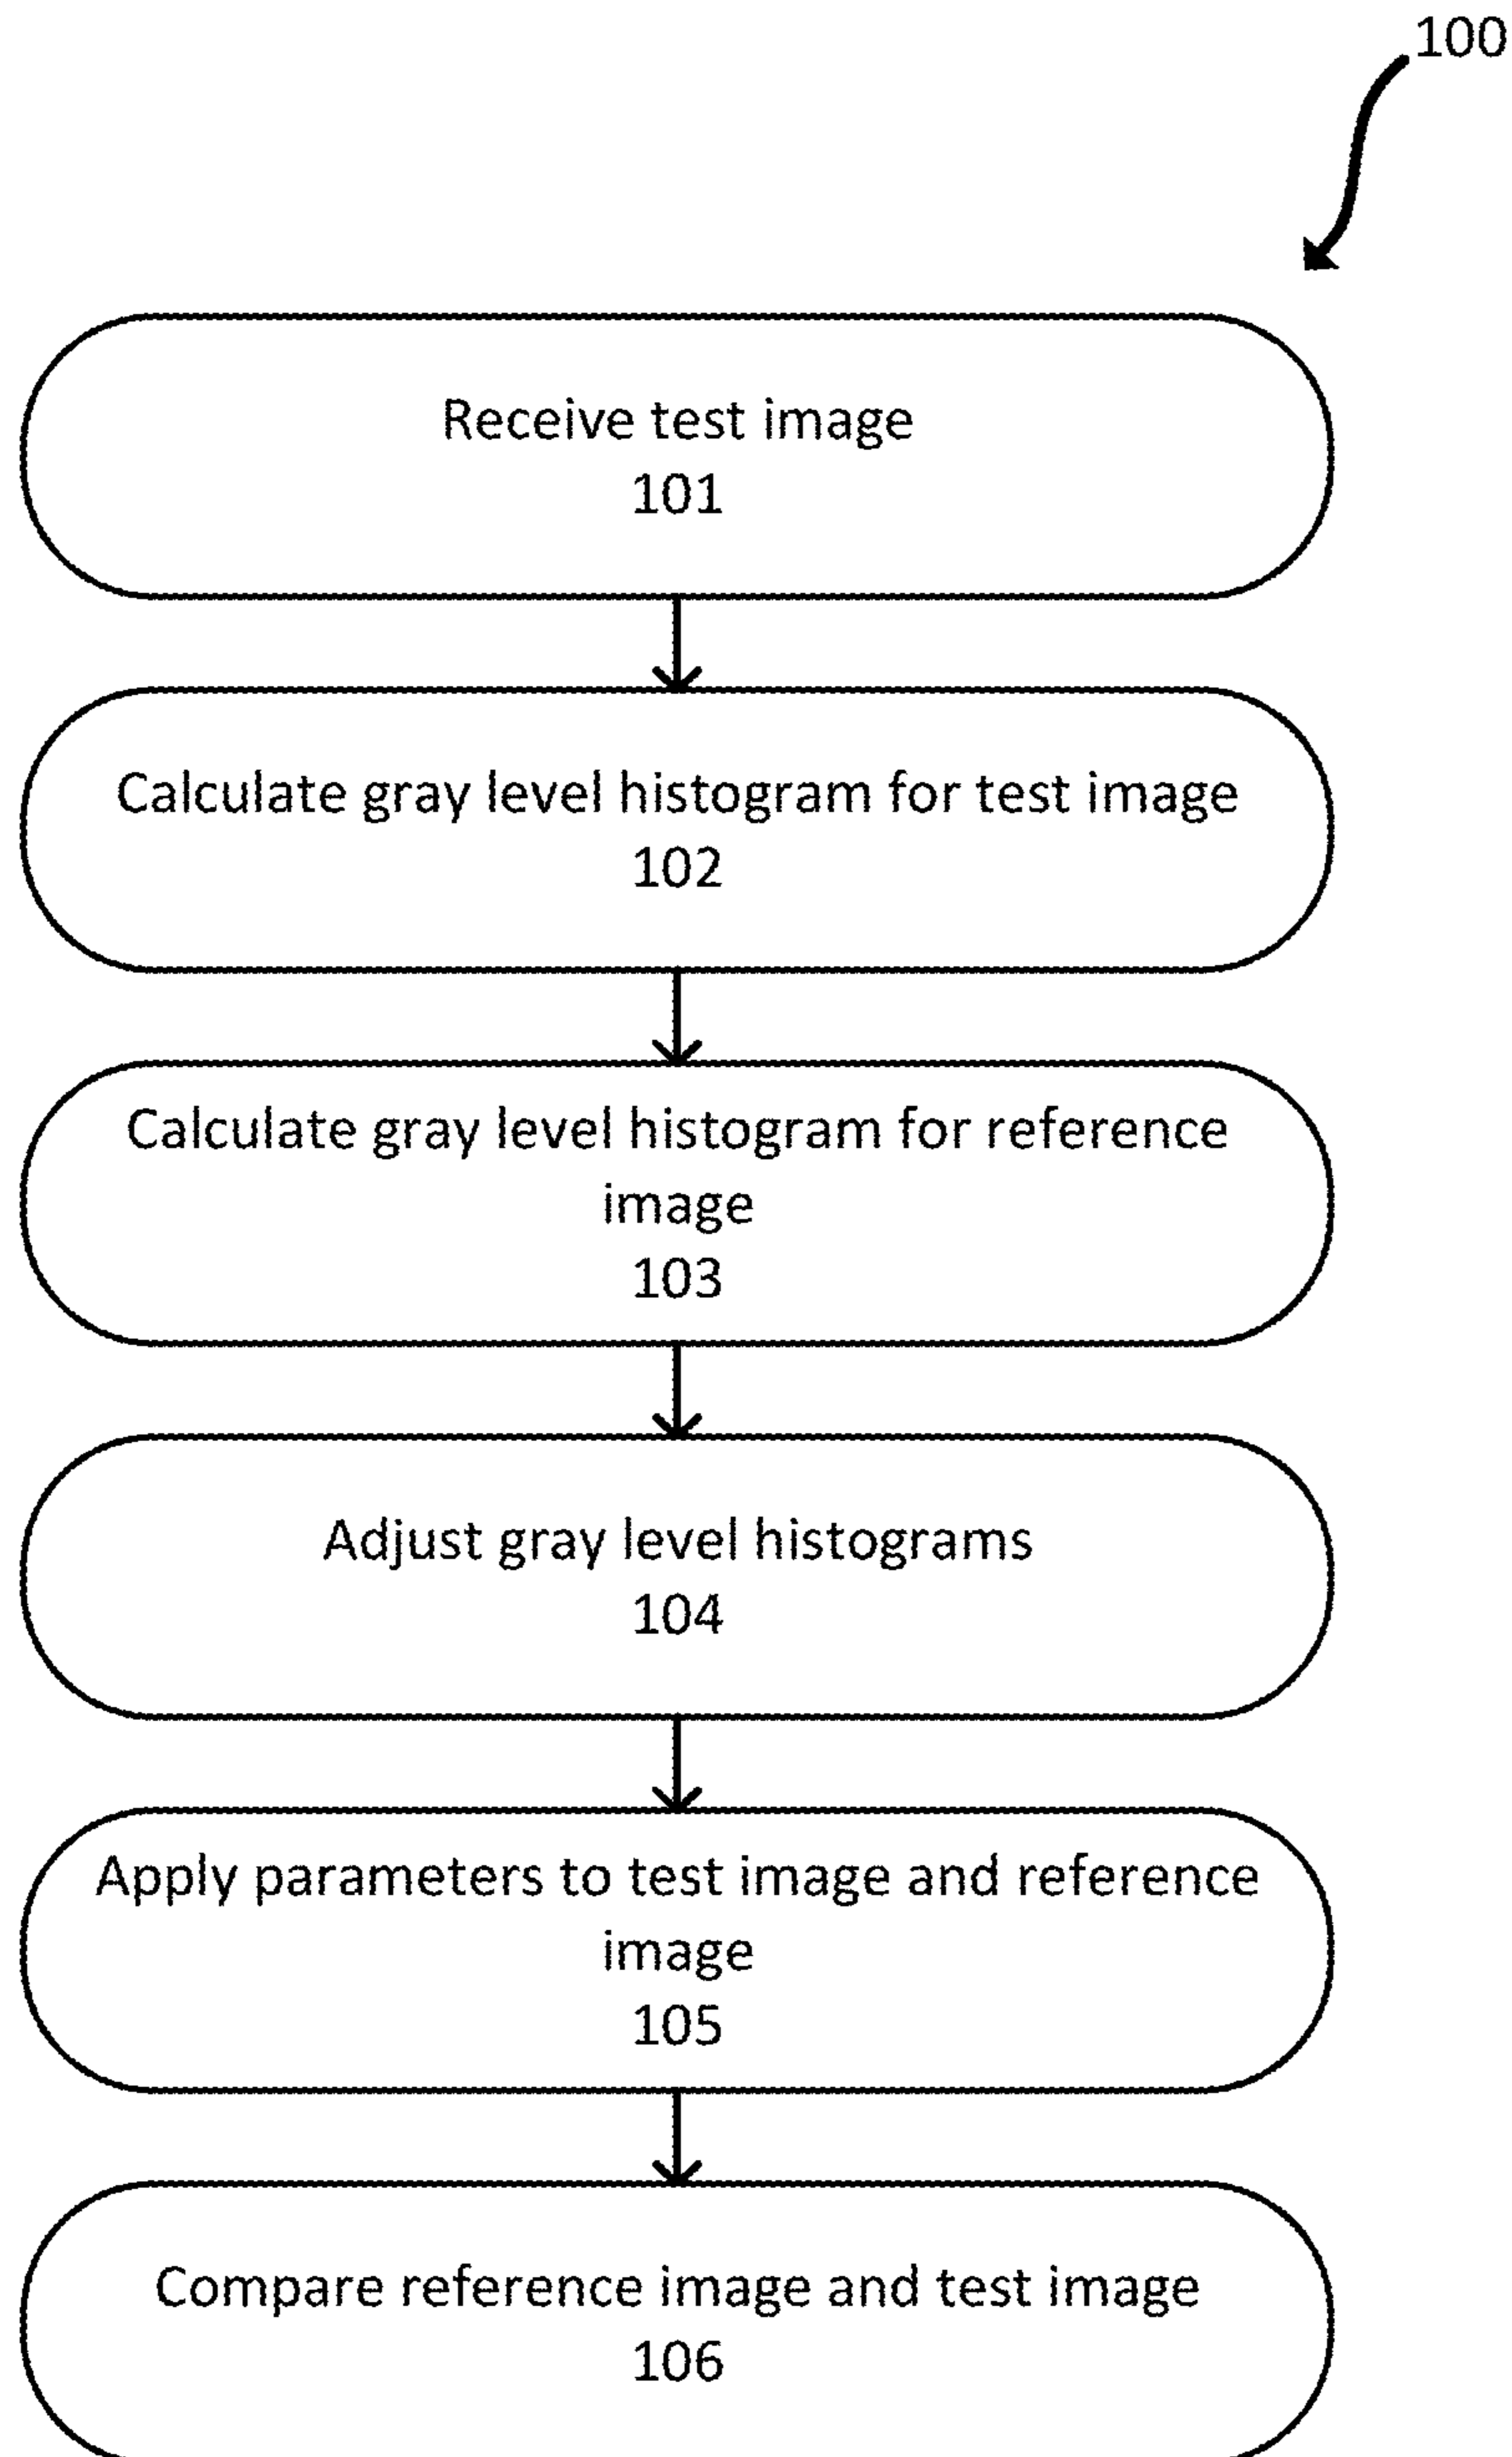 100
Receive test image
101
Calculate gray level histogram for test image
102
Calculate gray level histogram for reference
image
103
Adjust gray level histograms
104
Apply parameters to test image and reference
image
105
Compare reference image and test image
106